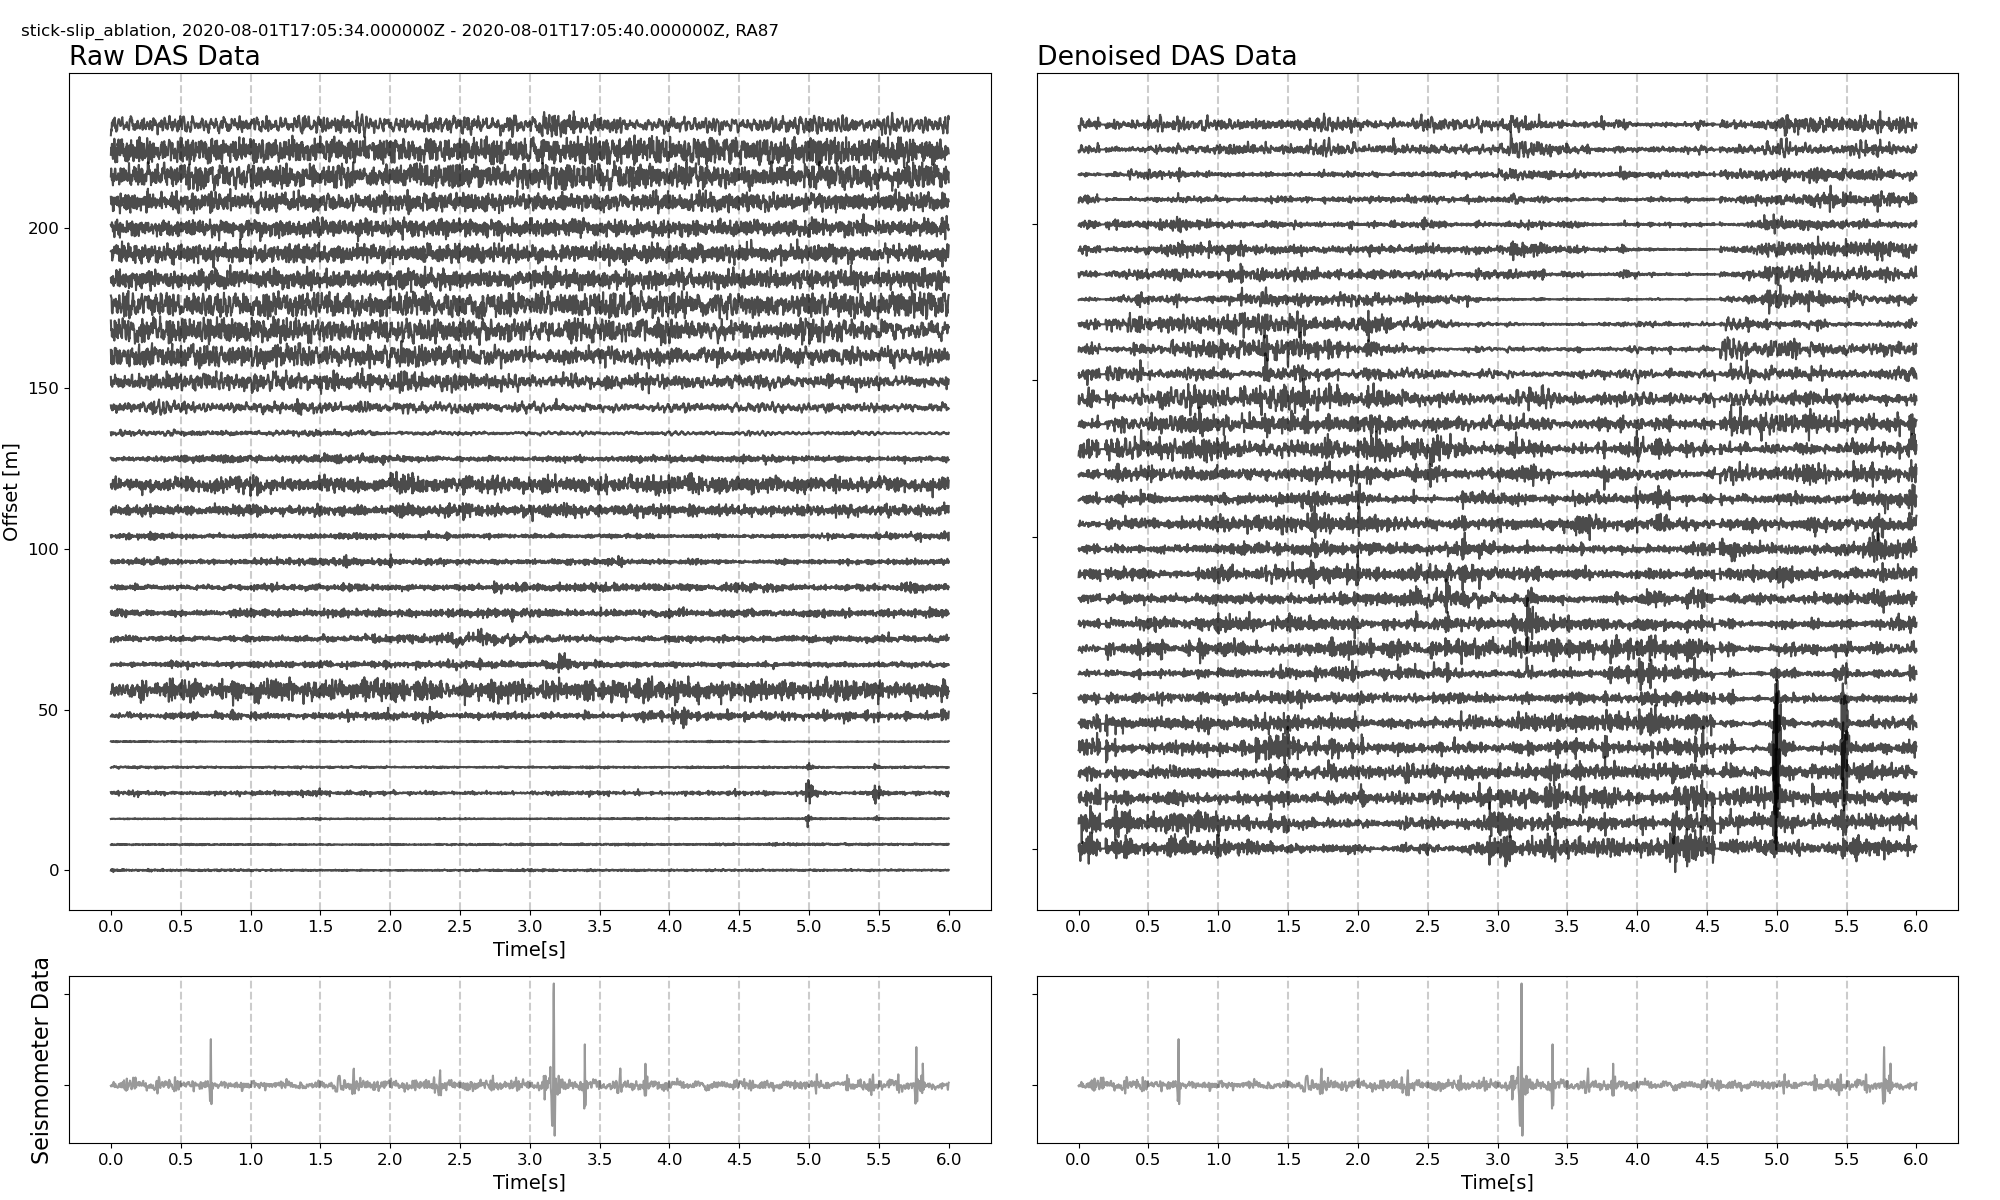 stick-slip_ablation, 2020-08-01T17:05:34.000000Z - 2020-08-01T17:05:40.000000Z, RA87
Raw DAS Data
Denoised DAS Data
Offset [m]
200
150
100
50
0
0.0 0.5 1.0 1.5 2.0 2.5 3.0 3.5 4.0 4.5 5.0 5.5 6.0
Time[s]
0.0 0.5 1.0 1.5 2.0 2.5 3.0 3.5 4.0 4.5 5.0 5.5 6.0
Seismometer Data
0.0 0.5 1.0 1.5 2.0 2.5 3.0 3.5 4.0 4.5 5.0 5.5 6.0
Time[s]
0.0 0.5 1.0 1.5 2.0 2.5 3.0 3.5 4.0 4.5 5.0 5.5 6.0
Time[s]